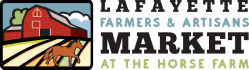 LAFAYETTE
FARMERS & ARTISANS
MARKET
AT THE HORSE FARM